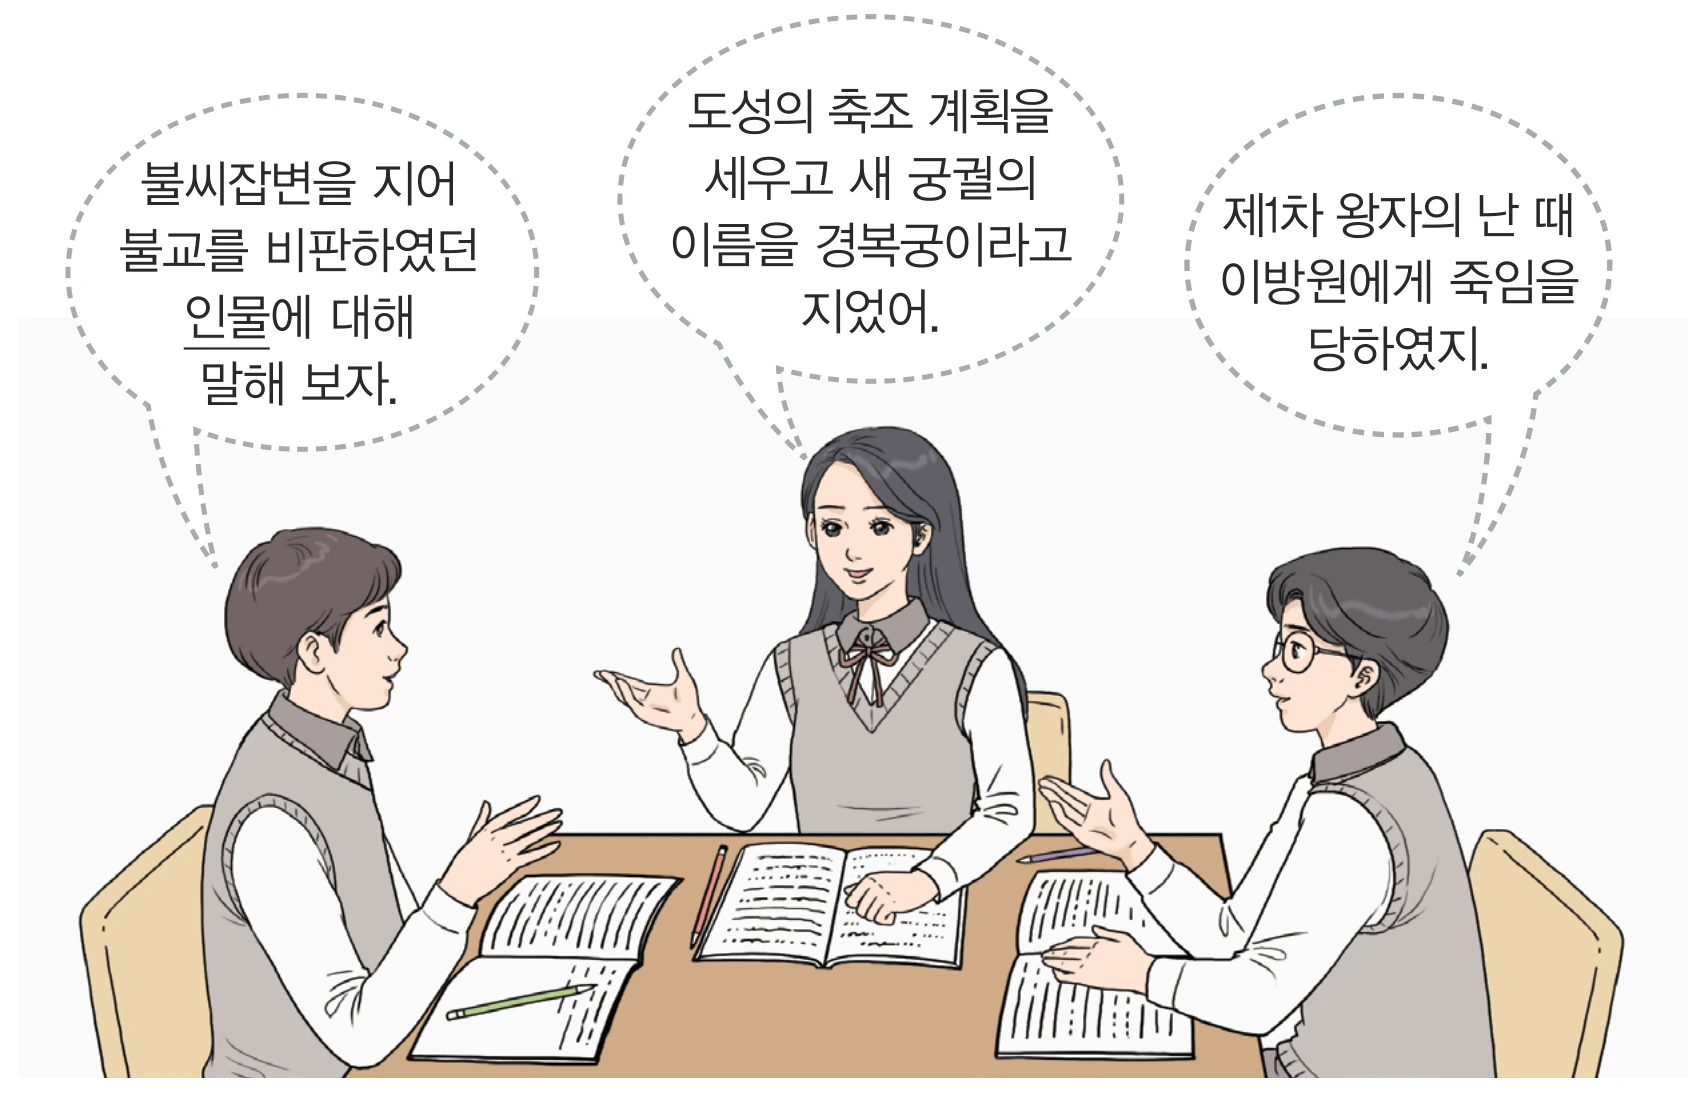 불씨잡변을 지어
불교를 비판하였던
인물에 대해
말해 보자.
도성의 축조 계획을
세우고 새 궁궐의
이름을 경복궁이라고
지었어.
제1차 왕자의 난 때
이방원에게 죽임을
당하였지.